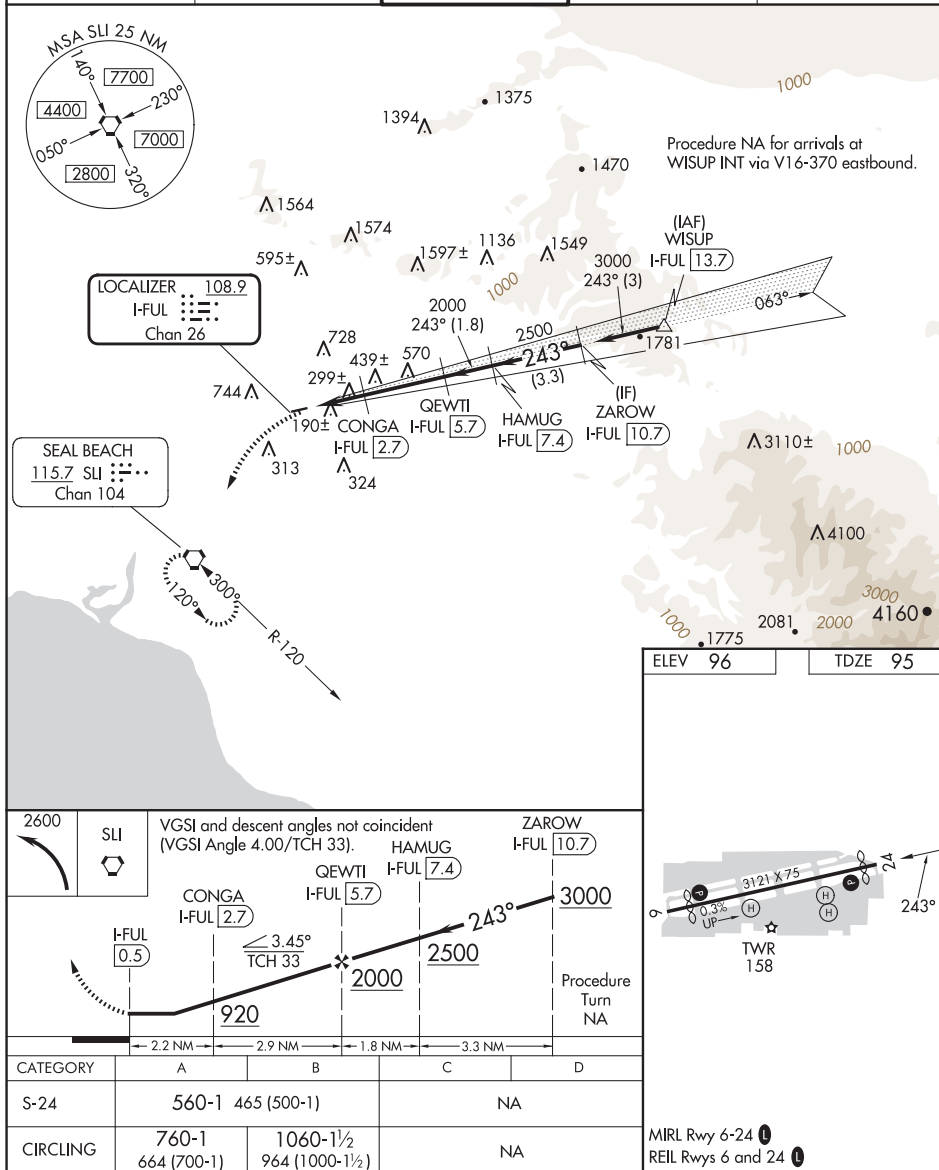 MSA SLI 25 NM
140°
7700
230°
4400
7000
050°
2800
320°
1394
1375
1000
Procedure NA for arrivals at
WISUP INT via V16-370 eastbound.
1470
1564
1574
595±
1597±
1136
1549
(IAF)
WISUP
I-FUL 13.7
3000
243° (3)
1000
063°
LOCALIZER 108.9
I-FUL
Chan 26
2000
243° (1.8)
2500
243°
(3.3)
1781
728
439±
570
299±
744
190±
CONGA
I-FUL 2.7
QEWTI
I-FUL 5.7
HAMUG
I-FUL 7.4
(IF)
ZAROW
I-FUL 10.7
313
324
3110±
1000
SEAL BEACH
115.7 SLI
Chan 104
4100
300°
120°
R-120
3000
4160
2081
2000
1000
1775
ELEV 96
TDZE 95
2600
SLI
VGSI and descent angles not coincident
(VGSI Angle 4.00/TCH 33).
ZAROW
I-FUL 10.7
HAMUG
I-FUL 7.4
QEWTI
I-FUL 5.7
CONGA
I-FUL 2.7
I-FUL
0.5
3.45°
TCH 33
243°
3000
2500
2000
920
Procedure
Turn
NA
2.2 NM
2.9 NM
1.8 NM
3.3 NM
CATEGORY A B C D
S-24 560-1 465 (500-1) NA
CIRCLING 760-1 664 (700-1) 1060-1½ 964 (1000-1½) NA
3121 X 75
24
6
P
P
0.3%
UP
H
H
H
243°
TWR
158
MIRL Rwy 6-24 L
REIL Rwys 6 and 24 L